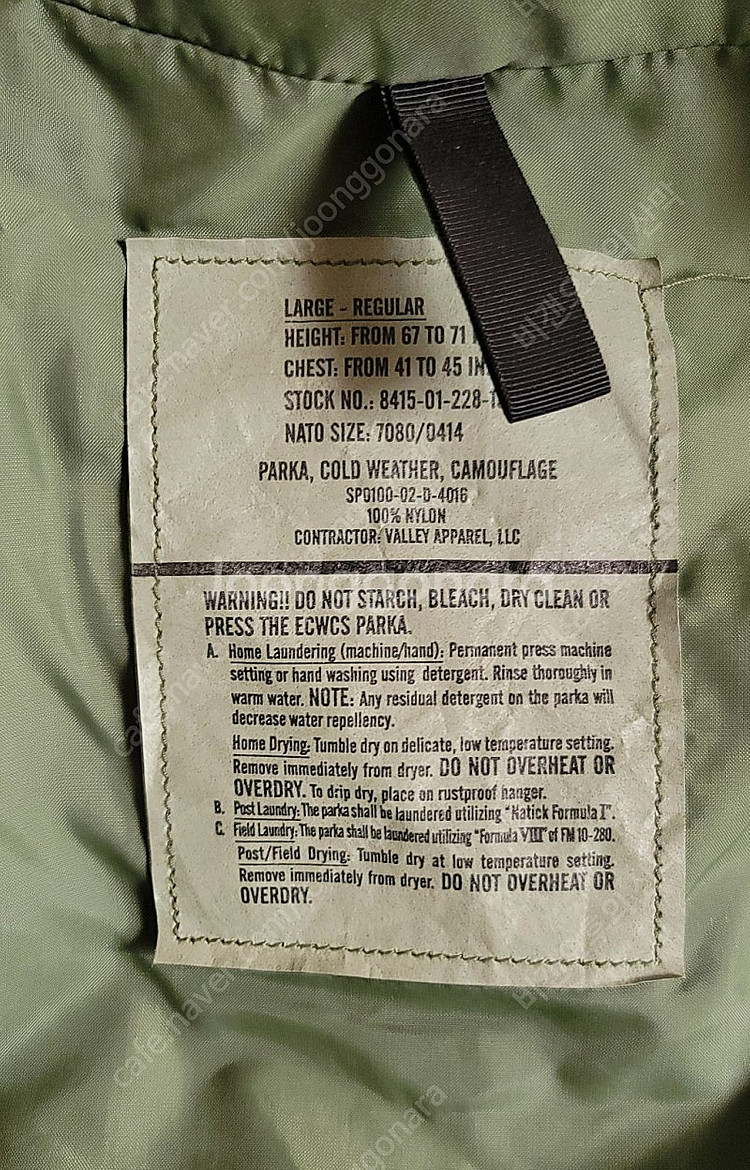 LARGE - REGULAR
HEIGHT: FROM 67 TO 71
CHEST: FROM 41 TO 45 IN
STOCK NO.: 8415-01-228-
NATO SIZE: 7080/0414
PARKA, COLD WEATHER, CAMOUFLAGE
SP0100-02-D-4016
100% NYLON
CONTRACTOR: VALLEY APPAREL, LLC
WARNING!! DO NOT STARCH, BLEACH, DRY CLEAN OR
PRESS THE ECWCS PARKA.
A. Home Laundering (machine/hand): Permanent press machine
setting or hand washing using detergent. Rinse thoroughly in
warm water. NOTE: Any residual detergent on the parka will
decrease water repellency.
Home Drying: Tumble dry on delicate, low temperature setting.
Remove immediately from dryer. DO NOT OVERHEAT OR
OVERDRY. To drip dry, place on rustproof hanger.
B. Post Laundry: The parka shall be laundered utilizing "Natick Formula I".
C. Field Laundry: The parka shall be laundered utilizing "Formula VIII" of FM 10-280.
Post/Field Drying: Tumble dry at low temperature setting.
Remove immediately from dryer. DO NOT OVERHEAT OR
OVERDRY.
cafe.naver.com/joonggonara